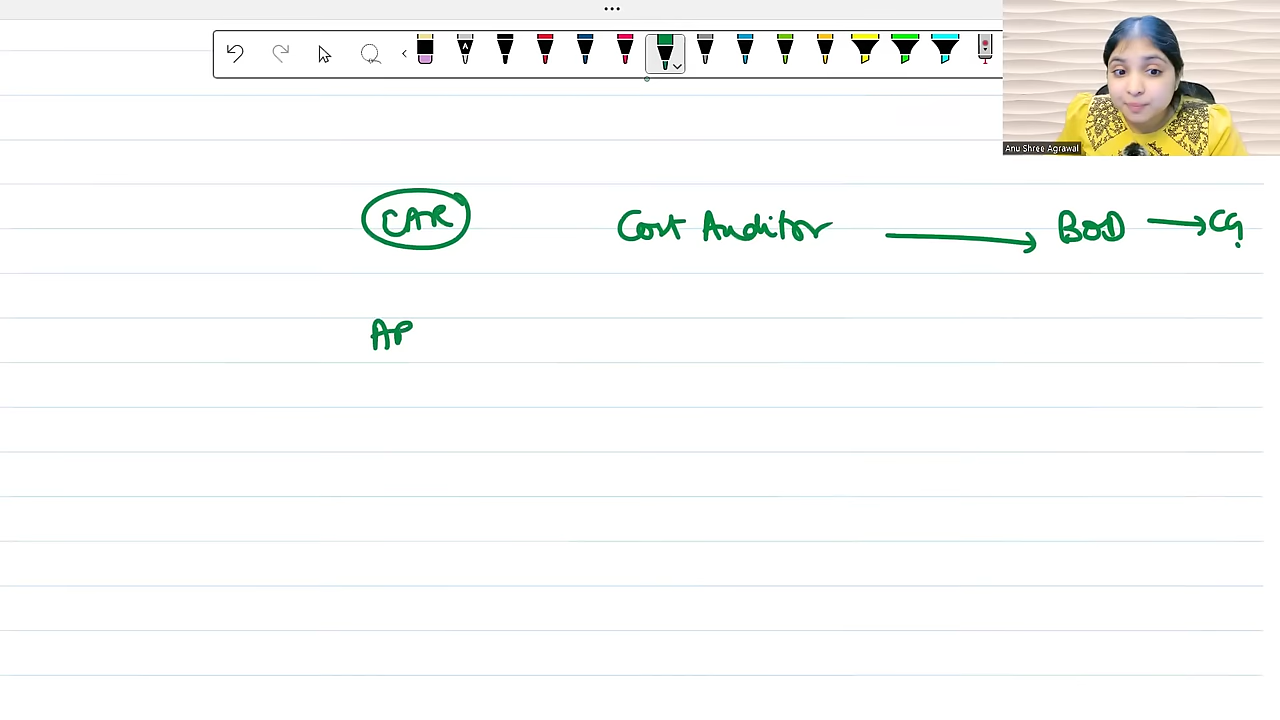 Anu Shree Agrawal
CAR Cost Auditor → BOD → CG
AP